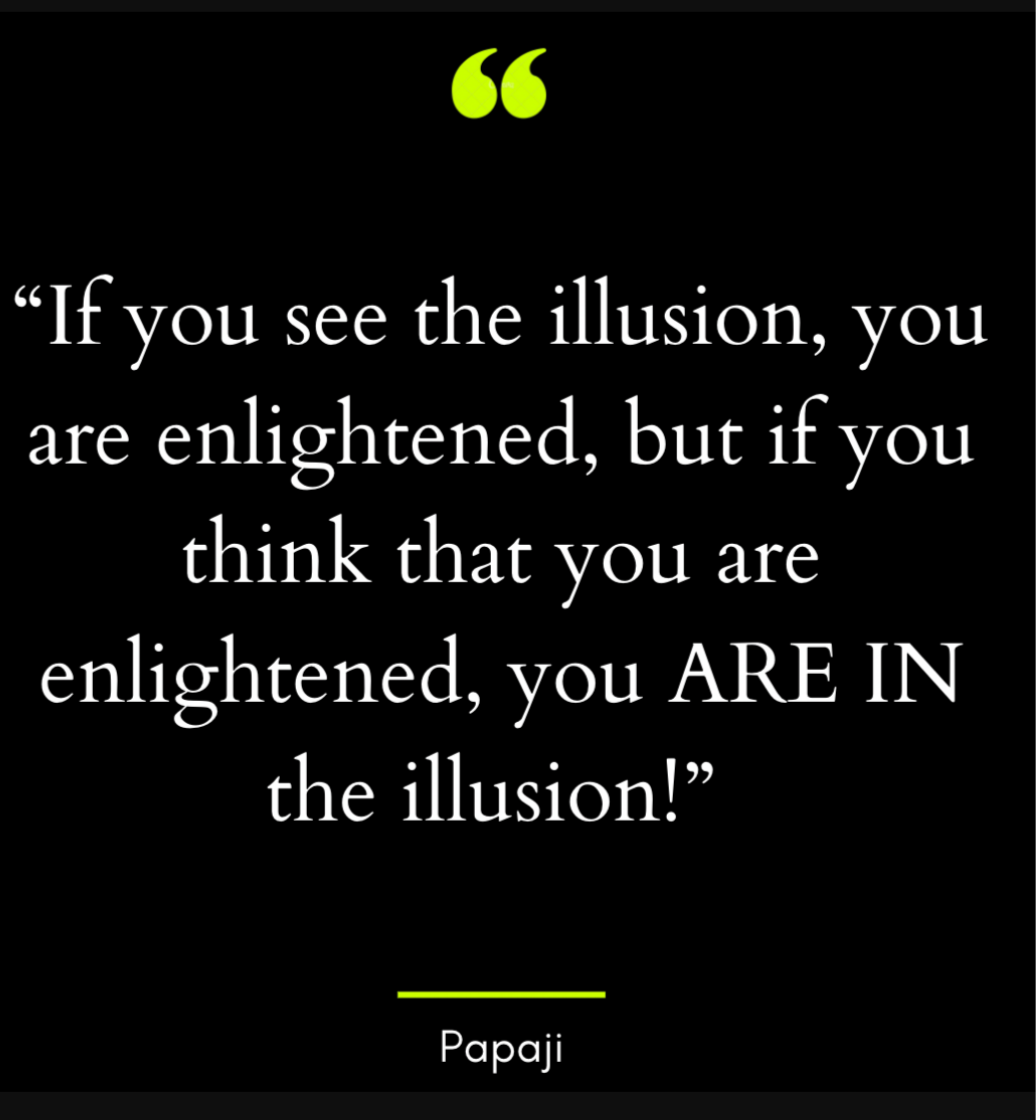 “
“If you see the illusion, you
are enlightened, but if you
think that you are
enlightened, you ARE IN
the illusion!”
Papaji